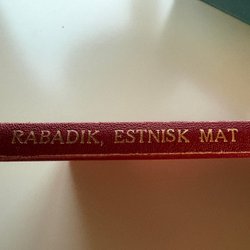 RABADIK, ESTNISK MAT